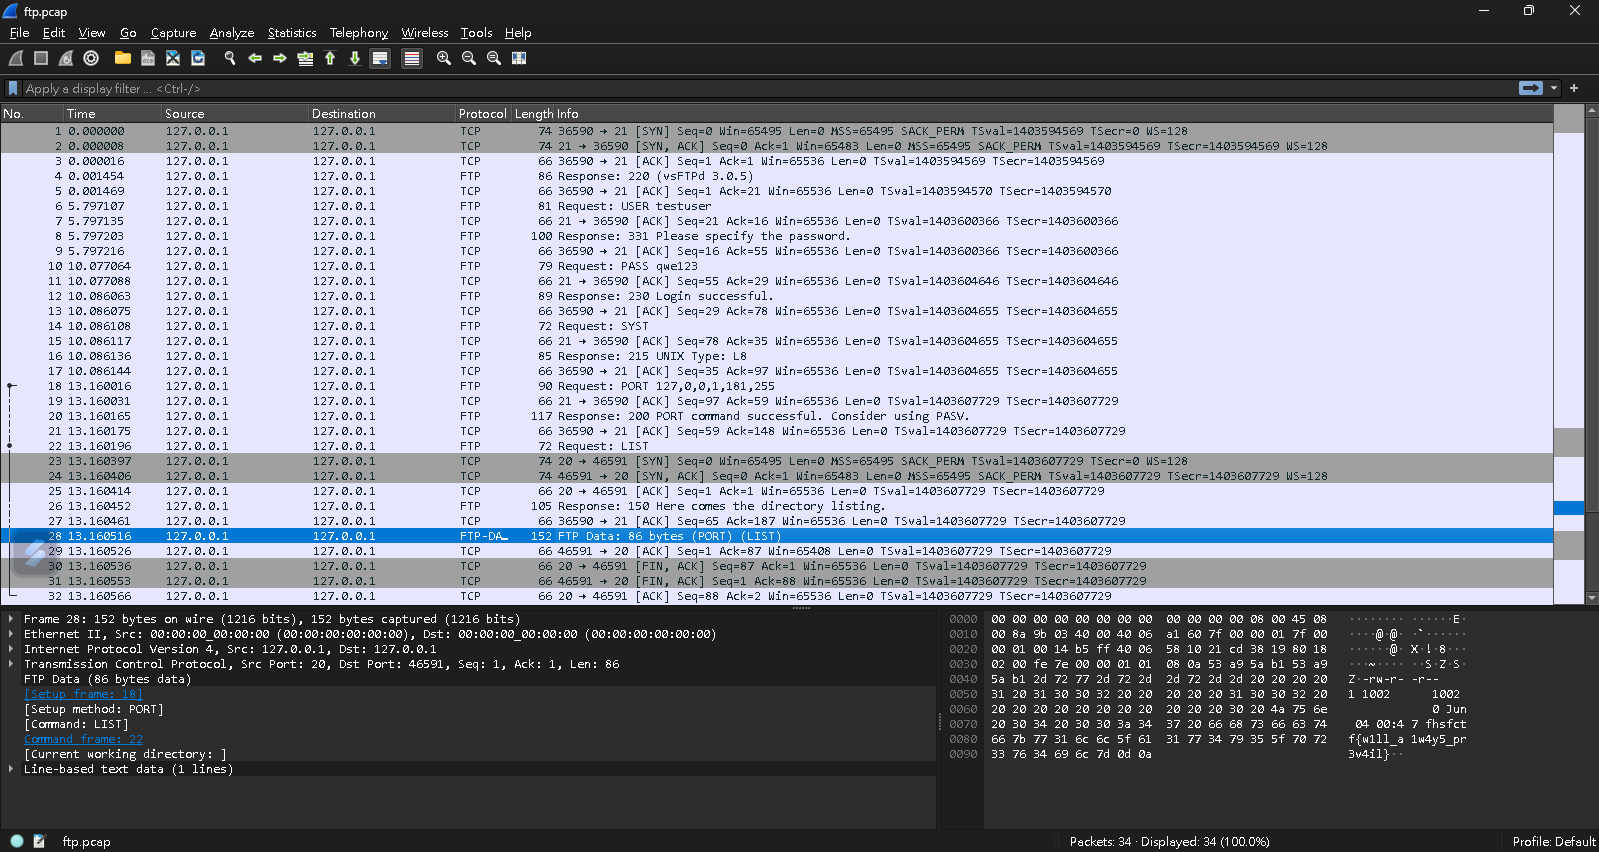 ftp.pcap
File Edit View Go Capture Analyze Statistics Telephony Wireless Tools Help
Apply a display filter ... <Ctrl-/>
No. Time Source Destination Protocol Length Info
1 0.000000 127.0.0.1 127.0.0.1 TCP 74 36590 → 21 [SYN] Seq=0 Win=65495 Len=0 MSS=65495 SACK_PERM TSval=1403594569 TSecr=0 WS=128
2 0.000008 127.0.0.1 127.0.0.1 TCP 74 21 → 36590 [SYN, ACK] Seq=0 Ack=1 Win=65483 Len=0 MSS=65495 SACK_PERM TSval=1403594569 TSecr=1403594569 WS=128
3 0.000016 127.0.0.1 127.0.0.1 TCP 66 36590 → 21 [ACK] Seq=1 Ack=1 Win=65536 Len=0 TSval=1403594569 TSecr=1403594569
4 0.001454 127.0.0.1 127.0.0.1 FTP 86 Response: 220 (vsFTPd 3.0.5)
5 0.001469 127.0.0.1 127.0.0.1 TCP 66 36590 → 21 [ACK] Seq=1 Ack=21 Win=65536 Len=0 TSval=1403594570 TSecr=1403594570
6 5.797107 127.0.0.1 127.0.0.1 FTP 81 Request: USER testuser
7 5.797135 127.0.0.1 127.0.0.1 TCP 66 21 → 36590 [ACK] Seq=21 Ack=16 Win=65536 Len=0 TSval=1403600366 TSecr=1403600366
8 5.797203 127.0.0.1 127.0.0.1 FTP 100 Response: 331 Please specify the password.
9 5.797216 127.0.0.1 127.0.0.1 TCP 66 36590 → 21 [ACK] Seq=16 Ack=55 Win=65536 Len=0 TSval=1403600366 TSecr=1403600366
10 10.077064 127.0.0.1 127.0.0.1 FTP 79 Request: PASS qwe123
11 10.077088 127.0.0.1 127.0.0.1 TCP 66 21 → 36590 [ACK] Seq=55 Ack=29 Win=65536 Len=0 TSval=1403604646 TSecr=1403604646
12 10.086063 127.0.0.1 127.0.0.1 FTP 89 Response: 230 Login successful.
13 10.086075 127.0.0.1 127.0.0.1 TCP 66 36590 → 21 [ACK] Seq=29 Ack=78 Win=65536 Len=0 TSval=1403604655 TSecr=1403604655
14 10.086108 127.0.0.1 127.0.0.1 FTP 72 Request: SYST
15 10.086117 127.0.0.1 127.0.0.1 TCP 66 21 → 36590 [ACK] Seq=78 Ack=35 Win=65536 Len=0 TSval=1403604655 TSecr=1403604655
16 10.086136 127.0.0.1 127.0.0.1 FTP 85 Response: 215 UNIX Type: L8
17 10.086144 127.0.0.1 127.0.0.1 TCP 66 36590 → 21 [ACK] Seq=35 Ack=97 Win=65536 Len=0 TSval=1403604655 TSecr=1403604655
18 13.160016 127.0.0.1 127.0.0.1 FTP 90 Request: PORT 127,0,0,1,181,255
19 13.160031 127.0.0.1 127.0.0.1 TCP 66 21 → 36590 [ACK] Seq=97 Ack=59 Win=65536 Len=0 TSval=1403607729 TSecr=1403607729
20 13.160165 127.0.0.1 127.0.0.1 FTP 117 Response: 200 PORT command successful. Consider using PASV.
21 13.160175 127.0.0.1 127.0.0.1 TCP 66 36590 → 21 [ACK] Seq=59 Ack=148 Win=65536 Len=0 TSval=1403607729 TSecr=1403607729
22 13.160196 127.0.0.1 127.0.0.1 FTP 72 Request: LIST
23 13.160397 127.0.0.1 127.0.0.1 TCP 74 20 → 46591 [SYN] Seq=0 Win=65495 Len=0 MSS=65495 SACK_PERM TSval=1403607729 TSecr=0 WS=128
24 13.160406 127.0.0.1 127.0.0.1 TCP 74 46591 → 20 [SYN, ACK] Seq=0 Ack=1 Win=65483 Len=0 MSS=65495 SACK_PERM TSval=1403607729 TSecr=1403607729 WS=128
25 13.160414 127.0.0.1 127.0.0.1 TCP 66 20 → 46591 [ACK] Seq=1 Ack=1 Win=65536 Len=0 TSval=1403607729 TSecr=1403607729
26 13.160452 127.0.0.1 127.0.0.1 FTP 105 Response: 150 Here comes the directory listing.
27 13.160461 127.0.0.1 127.0.0.1 TCP 66 36590 → 21 [ACK] Seq=65 Ack=187 Win=65536 Len=0 TSval=1403607729 TSecr=1403607729
28 13.160516 127.0.0.1 127.0.0.1 FTP-DA… 152 FTP Data: 86 bytes (PORT) (LIST)
29 13.160526 127.0.0.1 127.0.0.1 TCP 66 46591 → 20 [ACK] Seq=1 Ack=87 Win=65408 Len=0 TSval=1403607729 TSecr=1403607729
30 13.160536 127.0.0.1 127.0.0.1 TCP 66 20 → 46591 [FIN, ACK] Seq=87 Ack=1 Win=65536 Len=0 TSval=1403607729 TSecr=1403607729
31 13.160553 127.0.0.1 127.0.0.1 TCP 66 46591 → 20 [FIN, ACK] Seq=1 Ack=88 Win=65536 Len=0 TSval=1403607729 TSecr=1403607729
32 13.160566 127.0.0.1 127.0.0.1 TCP 66 20 → 46591 [ACK] Seq=88 Ack=2 Win=65536 Len=0 TSval=1403607729 TSecr=1403607729
Frame 28: 152 bytes on wire (1216 bits), 152 bytes captured (1216 bits)
Ethernet II, Src: 00:00:00_00:00:00 (00:00:00:00:00:00), Dst: 00:00:00_00:00:00 (00:00:00:00:00:00)
Internet Protocol Version 4, Src: 127.0.0.1, Dst: 127.0.0.1
Transmission Control Protocol, Src Port: 20, Dst Port: 46591, Seq: 1, Ack: 1, Len: 86
FTP Data (86 bytes data)
[Setup frame: 18]
[Setup method: PORT]
[Command: LIST]
Command frame: 22
[Current working directory: ]
Line-based text data (1 lines)
0000 00 00 00 00 00 00 00 00 00 00 00 00 08 00 45 08 ········ ······E·
0010 00 8a 9b 03 40 00 40 06 a1 60 7f 00 00 01 7f 00 ····@·@· ·`······
0020 00 01 00 14 b5 ff 40 06 58 10 21 cd 38 19 80 18 ······@· X·!·8···
0030 02 00 fe 7e 00 00 01 01 08 0a 53 a9 5a b1 53 a9 ···~···· ··S·Z·S·
0040 5a b1 2d 72 77 2d 72 2d 2d 72 2d 2d 20 20 20 20 Z·-rw-r- -r--
0050 31 20 31 30 30 32 20 20 20 20 20 31 30 30 32 20 1 1002 1002
0060 20 20 20 20 20 20 20 20 20 20 20 30 20 4a 75 6e 0 Jun
0070 20 30 34 20 30 30 3a 34 37 20 66 68 73 66 63 74 04 00:4 7 fhsfct
0080 66 7b 77 31 6c 6c 5f 61 31 77 34 79 35 5f 70 72 f{w1ll_a 1w4y5_pr
0090 33 76 34 69 6c 7d 0d 0a 3v4il}··
ftp.pcap
Packets: 34 · Displayed: 34 (100.0%)
Profile: Default